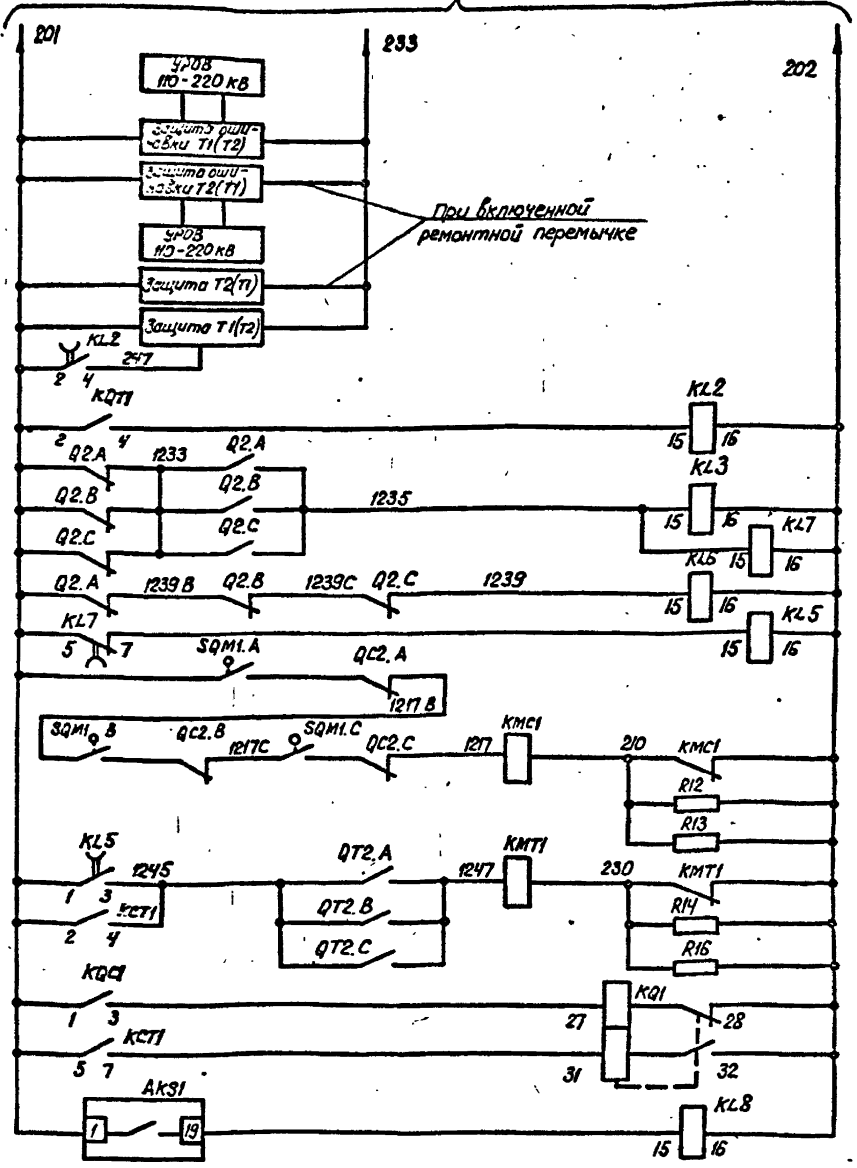 201
233
202
УРОВ
110-220 кВ
Защита оши-
новки Т1(Т2)
Защита оши-
новки Т2(Т1)
УРОВ
110-220 кВ
При включенной
ремонтной перемычке
Защита Т2(Т1)
Защита Т1(Т2)
KL2
247
2 4
KQT1
KL2
2 4
15 16
Q2.A 1233 Q2.A
KL3
Q2.B Q2.B 1235
15 16
KL7
Q2.C Q2.C
KL6 15 16
Q2.A 1239B Q2.B 1239C Q2.C 1239
15 16
KL7
KL5
5 7
15 16
SQM1.A QC2.A
1217B
SQM1.B QC2.B 1217C SQM1.C QC2.C 1217 KMC1 210 KMC1
R12
R13
KL5
1245 QT2.A 1247 KMT1 230 KMT1
1 3
KCT1 QT2.B R14
2 4
QT2.C R16
KQC1 KQ1
1 3 27 28
KCT1
5 7 31 32
AKS1 KL8
1 19
15 16